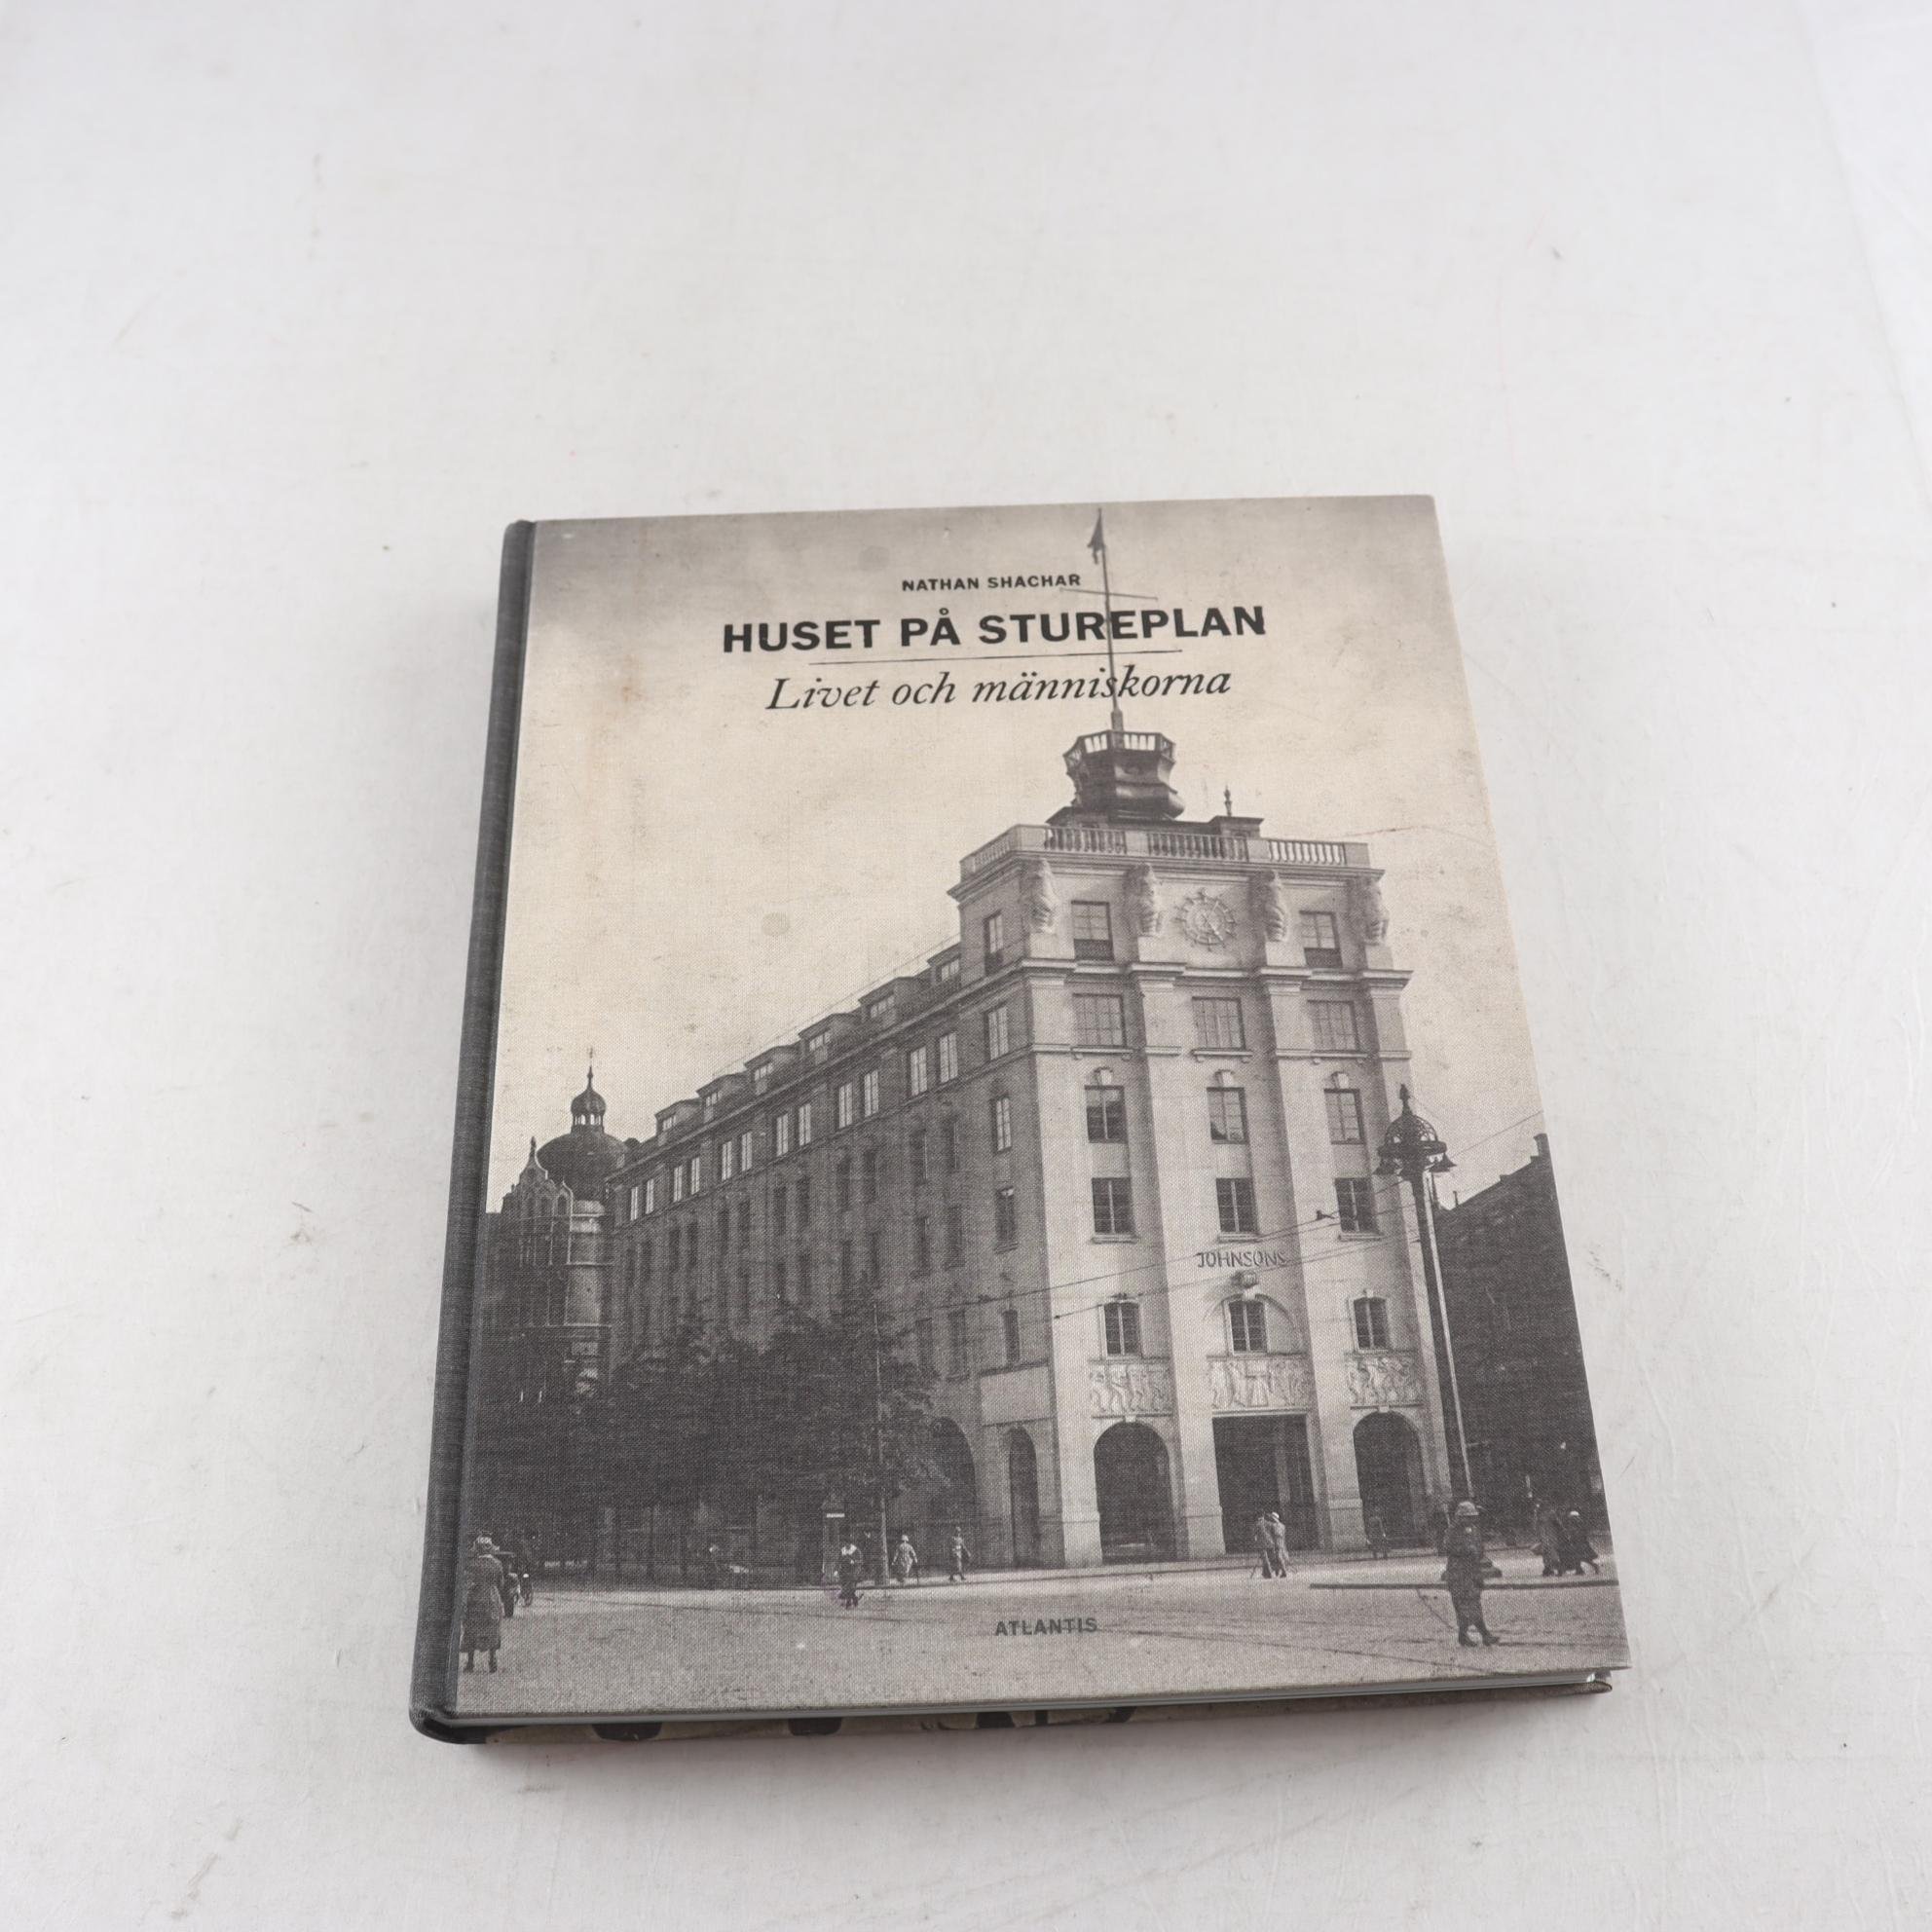 NATHAN SHACHAR
HUSET PÅ STUREPLAN
Livet och människorna
JOHNSONS
ATLANTIS